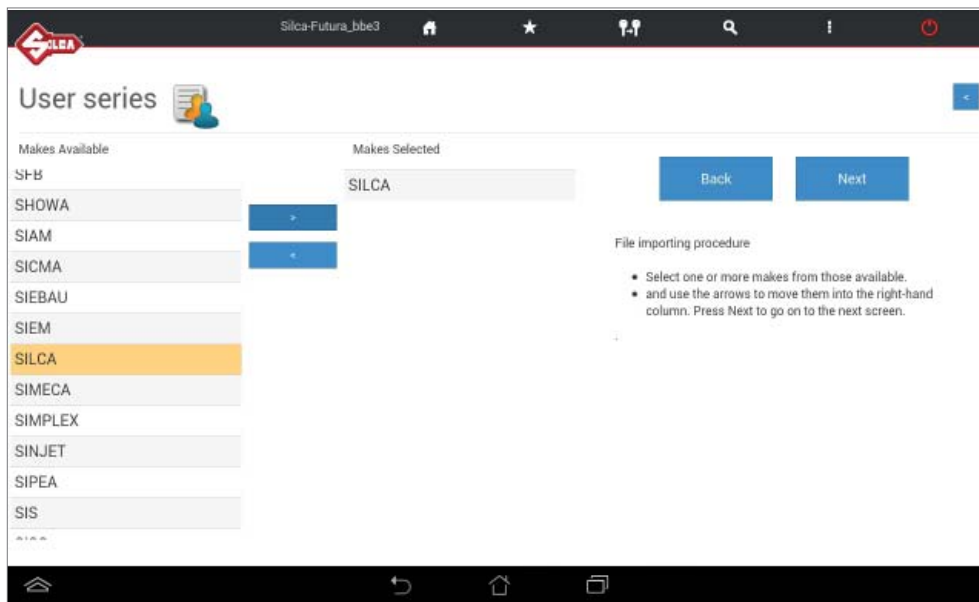 Silca-Futura_bbe3
SILCA
User series
<
Makes Available
Makes Selected
SFB
SHOWA
SIAM
SICMA
SIEBAU
SIEM
SILCA
SIMECA
SIMPLEX
SINJET
SIPEA
SIS
>
<
SILCA
Back
Next
File importing procedure
• Select one or more makes from those available.
• and use the arrows to move them into the right-hand
column. Press Next to go on to the next screen.
.